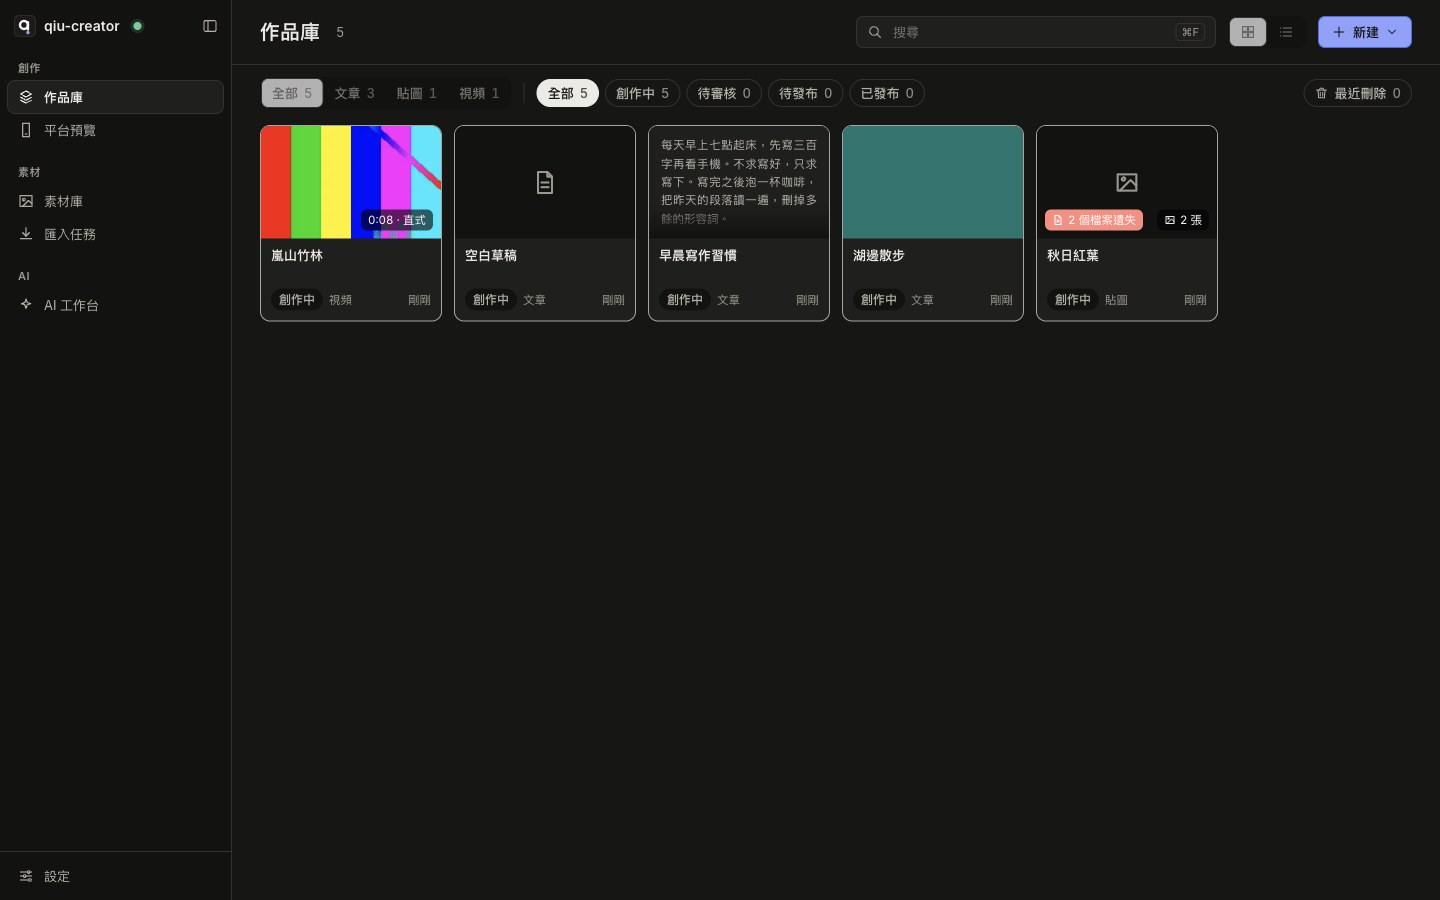 qiu-creator
創作
作品庫
平台預覽
素材
素材庫
匯入任務
AI
AI 工作台
設定
作品庫 5
搜尋 ⌘F
新建
全部 5 文章 3 貼圖 1 視頻 1
全部 5 創作中 5 待審核 0 待發布 0 已發布 0
最近刪除 0
0:08 · 直式
嵐山竹林
創作中 視頻 剛剛
空白草稿
創作中 文章 剛剛
每天早上七點起床，先寫三百
字再看手機。不求寫好，只求
寫下。寫完之後泡一杯咖啡，
把昨天的段落讀一遍，刪掉多
餘的形容詞。
早晨寫作習慣
創作中 文章 剛剛
湖邊散步
創作中 文章 剛剛
2 個檔案遺失 2 張
秋日紅葉
創作中 貼圖 剛剛